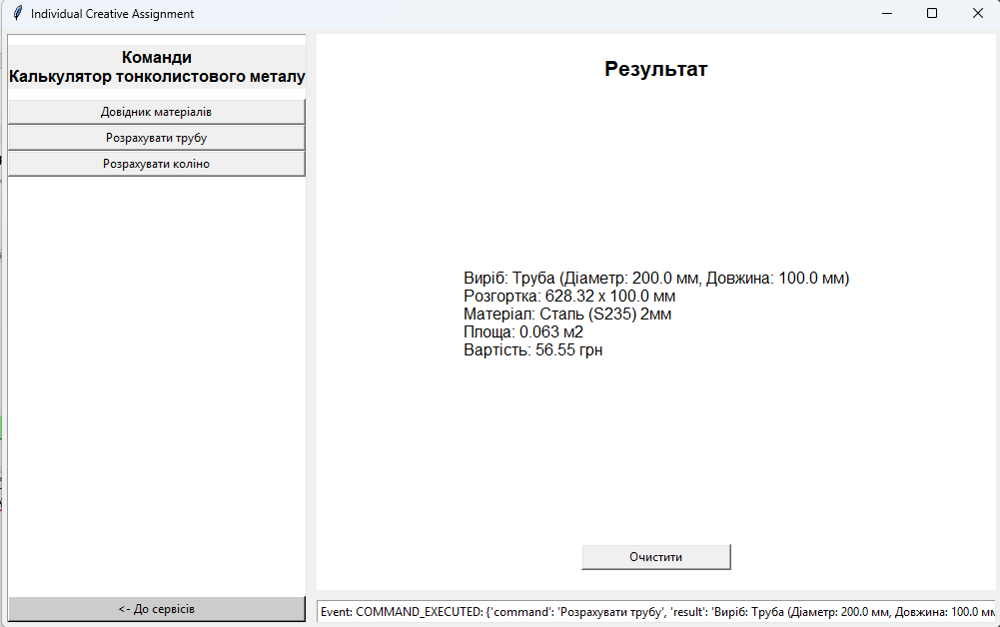 Individual Creative Assignment
Команди
Калькулятор тонколистового металу
Довідник матеріалів
Розрахувати трубу
Розрахувати коліно
<- До сервісів
Результат
Виріб: Труба (Діаметр: 200.0 мм, Довжина: 100.0 мм)
Розгортка: 628.32 x 100.0 мм
Матеріал: Сталь (S235) 2мм
Площа: 0.063 м2
Вартість: 56.55 грн
Очистити
Event: COMMAND_EXECUTED: {'command': 'Розрахувати трубу', 'result': 'Виріб: Труба (Діаметр: 200.0 мм, Довжина: 100.0 мм